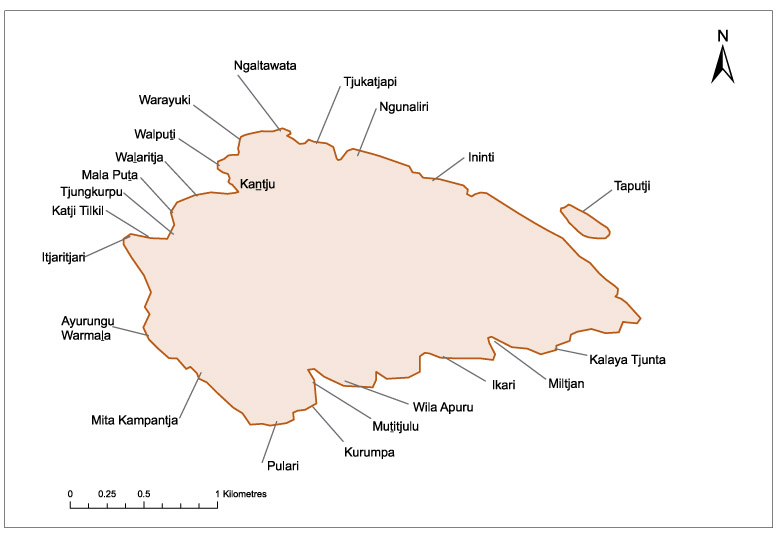 N
Ngaltawata
Tjukatjapi
Warayuki
Ngunaliri
Walpuṯi
Waḻaritja
Ininti
Mala Puṯa
Kaṉtju
Taputji
Tjungkurpu
Katji Tilkil
Itjaritjari
Ayurungu
Warmaḻa
Kalaya Tjunta
Miltjan
Ikari
Wila Apuru
Mita Kampantja
Muṯitjulu
Kurumpa
Pulari
0 0.25 0.5 1 Kilometres